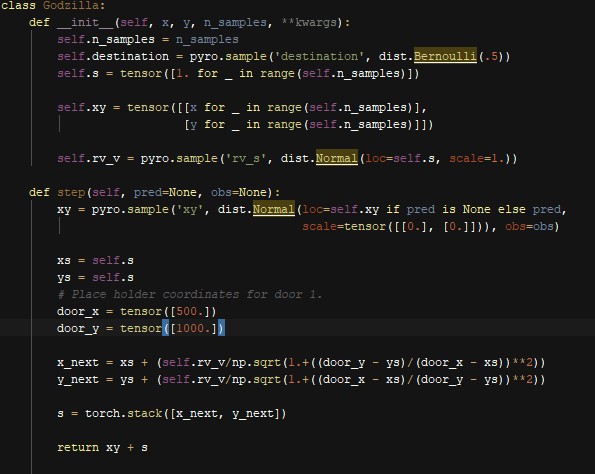 class Godzilla:
    def __init__(self, x, y, n_samples, **kwargs):
        self.n_samples = n_samples
        self.destination = pyro.sample('destination', dist.Bernoulli(.5))
        self.s = tensor([1. for _ in range(self.n_samples)])

        self.xy = tensor([[x for _ in range(self.n_samples)],
                          [y for _ in range(self.n_samples)]])

        self.rv_v = pyro.sample('rv_s', dist.Normal(loc=self.s, scale=1.))

    def step(self, pred=None, obs=None):
        xy = pyro.sample('xy', dist.Normal(loc=self.xy if pred is None else pred,
                                           scale=tensor([[0.], [0.]])), obs=obs)

        xs = self.s
        ys = self.s
        # Place holder coordinates for door 1.
        door_x = tensor([500.])
        door_y = tensor([1000.])

        x_next = xs + (self.rv_v/np.sqrt(1.+((door_y - ys)/(door_x - xs))**2))
        y_next = ys + (self.rv_v/np.sqrt(1.+((door_x - xs)/(door_y - ys))**2))

        s = torch.stack([x_next, y_next])

        return xy + s